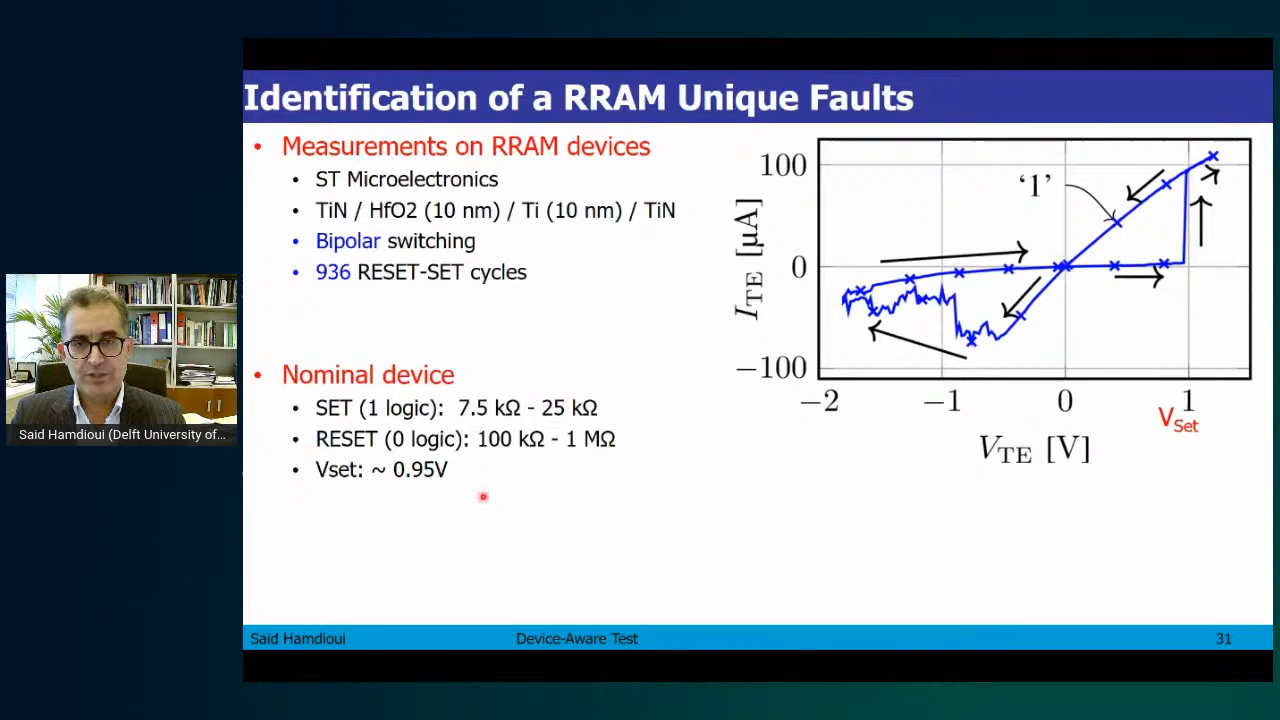 Identification of a RRAM Unique Faults
• Measurements on RRAM devices
• ST Microelectronics
• TiN / HfO2 (10 nm) / Ti (10 nm) / TiN
• Bipolar switching
• 936 RESET-SET cycles
• Nominal device
• SET (1 logic): 7.5 kΩ - 25 kΩ
• RESET (0 logic): 100 kΩ - 1 MΩ
• Vset: ~ 0.95V
100
0
−100
I_TE [µA]
‘1’
−2 −1 0 1
V_Set
V_TE [V]
Said Hamdioui (Delft University of...
Said Hamdioui Device-Aware Test 31